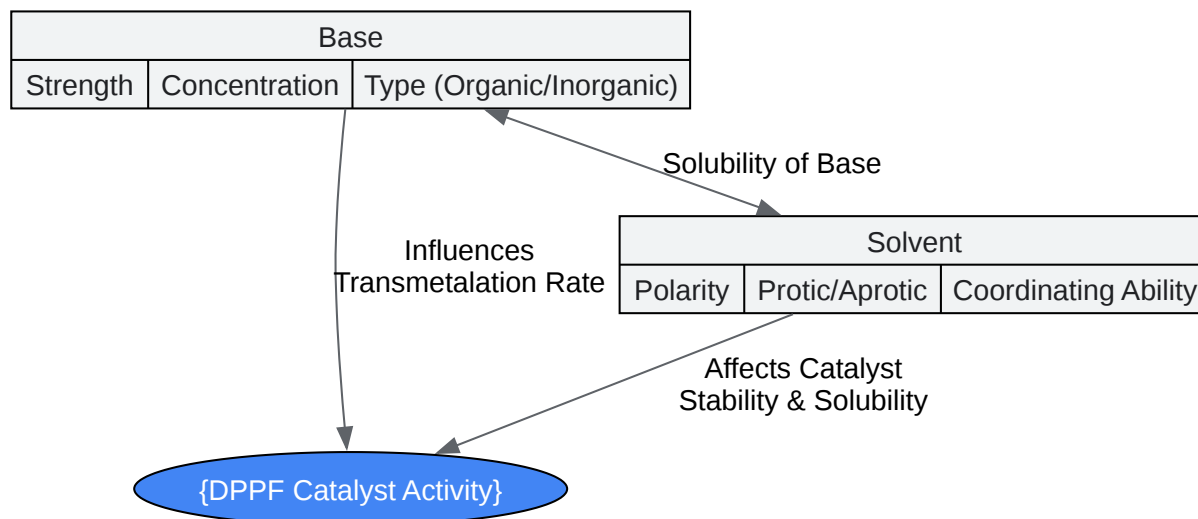 Base
Strength
Concentration
Type (Organic/Inorganic)
Solubility of Base
Influences
Transmetalation Rate
Solvent
Polarity
Protic/Aprotic
Coordinating Ability
Affects Catalyst
Stability & Solubility
{DPPF Catalyst Activity}